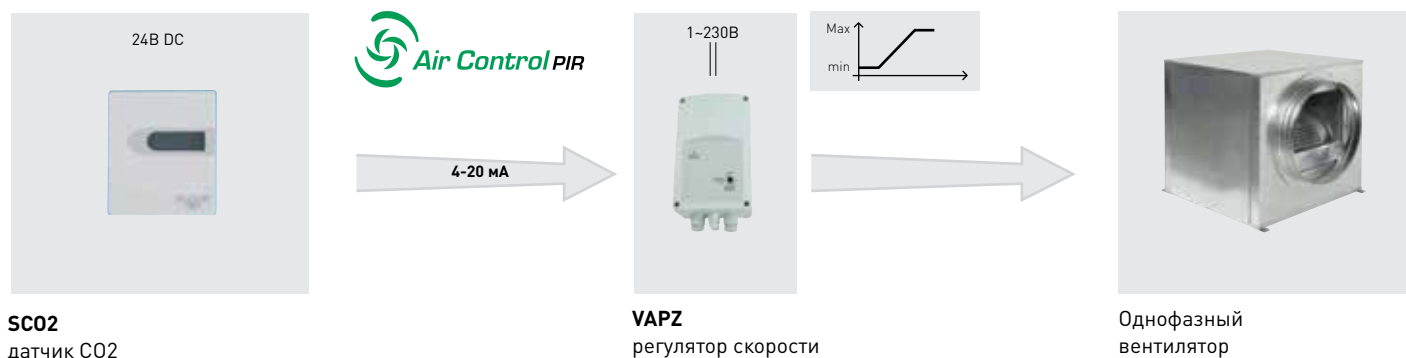 24В DC
Air Control PIR
1~230В
Max
min
4-20 мА
SCO2
датчик CO2
VAPZ
регулятор скорости
Однофазный
вентилятор